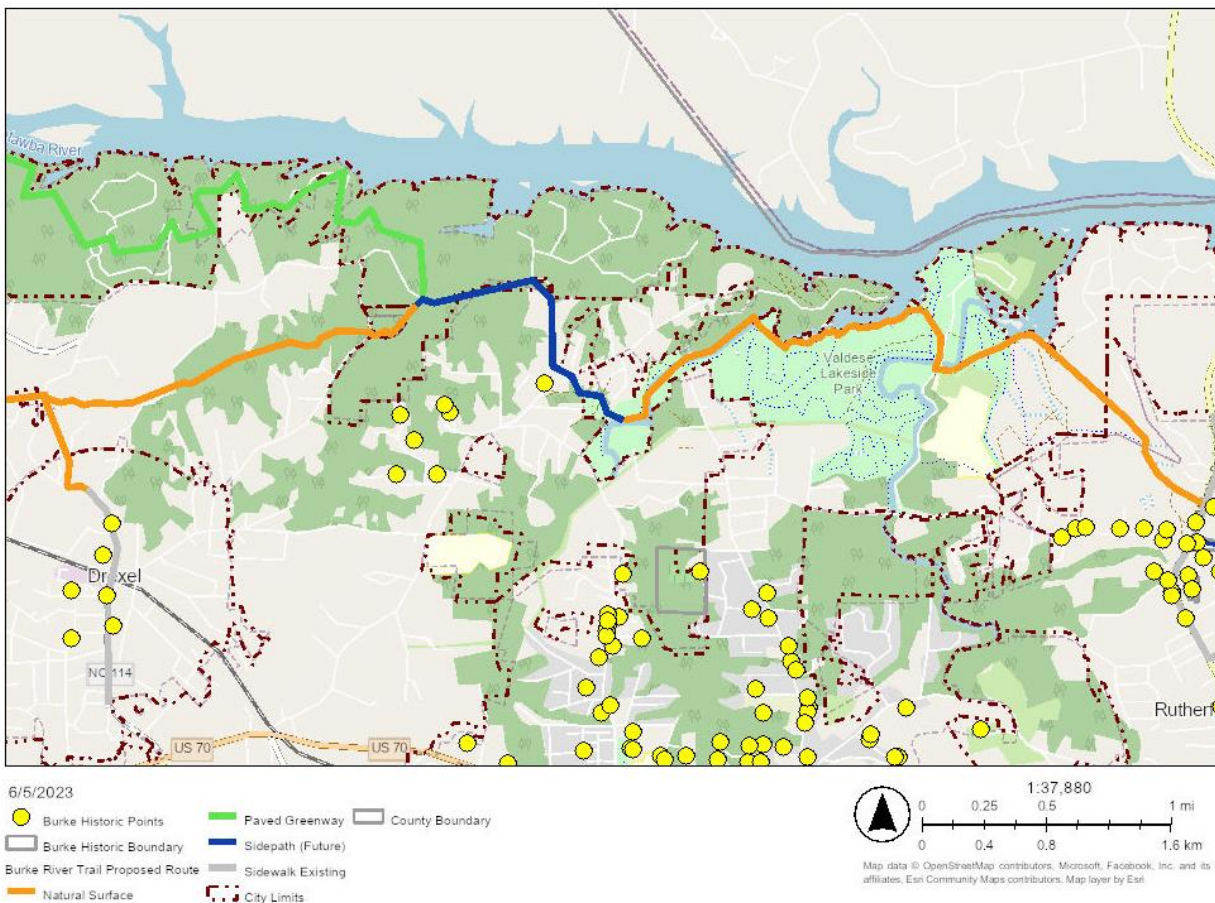 tawba River
Valdese
Lakeside
Park
Drexel
NC 114
US 70
US 70
Ruther
6/5/2023
Burke Historic Points
Burke Historic Boundary
Burke River Trail Proposed Route
Natural Surface
Paved Greenway
Sidepath (Future)
Sidewalk Existing
City Limits
County Boundary
1:37,880
0 0.25 0.5 1 mi
0 0.4 0.8 1.6 km
Map data © OpenStreetMap contributors, Microsoft, Facebook, Inc. and its
affiliates, Esri Community Maps contributors, Map layer by Esri